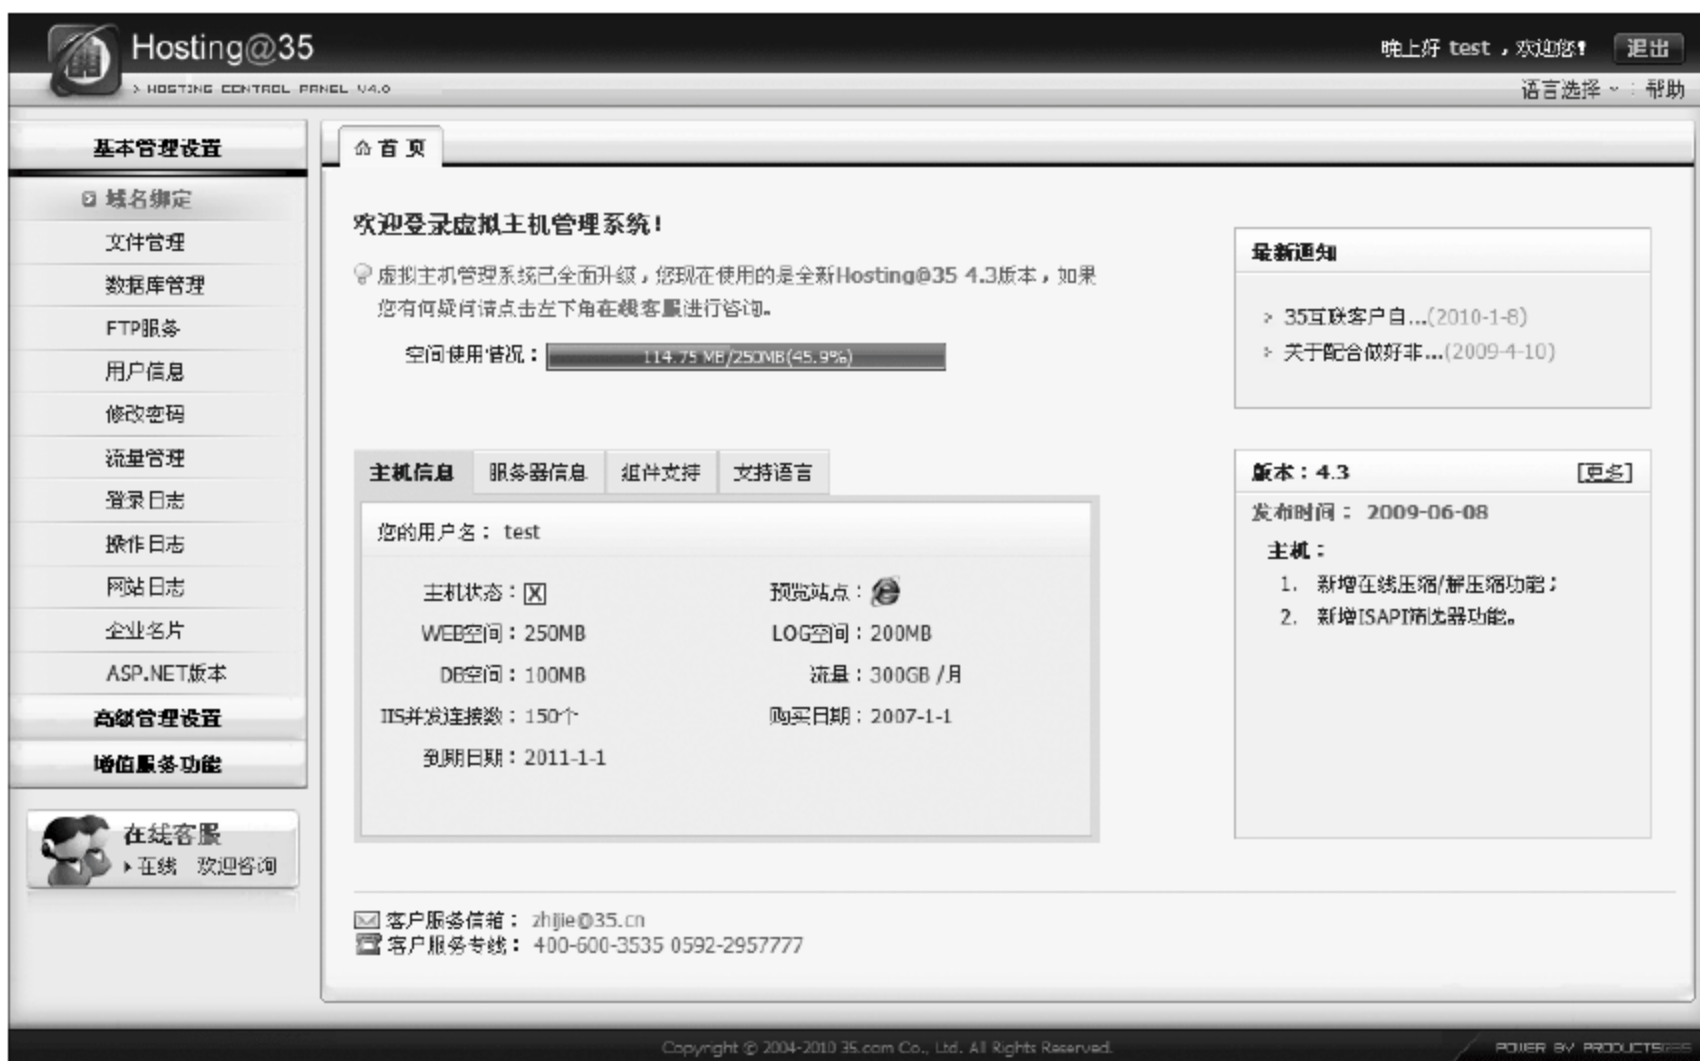 Hosting@35
晚上好 test，欢迎您！ 退出
> HOSTING CONTROL PANEL V4.0
语言选择 帮助
基本管理设置
域名绑定
文件管理
数据库管理
FTP服务
用户信息
修改密码
流量管理
登录日志
操作日志
网站日志
企业名片
ASP.NET版本
高级管理设置
增值服务功能
在线客服
在线 欢迎咨询
首页
欢迎登录虚拟主机管理系统！
虚拟主机管理系统已全面升级，您现在使用的是全新Hosting@35 4.3版本，如果
您有何疑问请点击左下角在线客服进行咨询。
空间使用情况： 114.75 MB/250MB(45.9%)
主机信息 服务器信息 组件支持 支持语言
您的用户名： test
主机状态： 预览站点：
WEB空间：250MB LOG空间：200MB
DB空间：100MB 流量：300GB /月
IIS并发连接数：150个 购买日期：2007-1-1
到期日期：2011-1-1
最新通知
> 35互联客户自...(2010-1-8)
> 关于配合做好非...(2009-4-10)
版本：4.3 [更多]
发布时间： 2009-06-08
主机：
1. 新增在线压缩/解压缩功能；
2. 新增ISAPI筛选器功能。
客户服务信箱： zhijie@35.cn
客户服务专线： 400-600-3535 0592-2957777
Copyright © 2004-2010 35.com Co., Ltd. All Rights Reserved.
POWER BY PRODUCTS